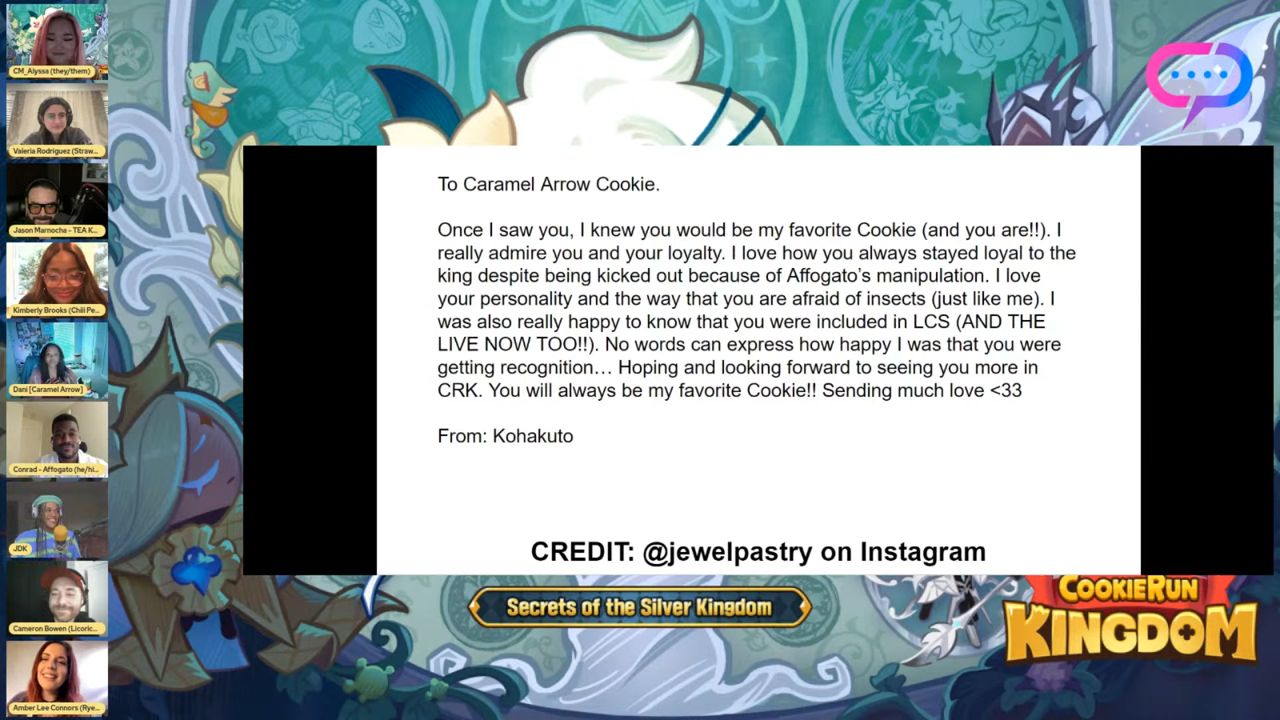 CM_Alyssa (they/them)
Valeria Rodriguez (Straw...
Jason Marnocha - TEA K...
Kimberly Brooks (Chili Pe...
Dani [Caramel Arrow]
Conrad - Affogato (he/hi...
JDK
Cameron Bowen (Licoric...
Amber Lee Connors (Rye...
To Caramel Arrow Cookie.
Once I saw you, I knew you would be my favorite Cookie (and you are!!). I
really admire you and your loyalty. I love how you always stayed loyal to the
king despite being kicked out because of Affogato’s manipulation. I love
your personality and the way that you are afraid of insects (just like me). I
was also really happy to know that you were included in LCS (AND THE
LIVE NOW TOO!!). No words can express how happy I was that you were
getting recognition… Hoping and looking forward to seeing you more in
CRK. You will always be my favorite Cookie!! Sending much love <33
From: Kohakuto
CREDIT: @jewelpastry on Instagram
Secrets of the Silver Kingdom
COOKIERUN
KINGDOM